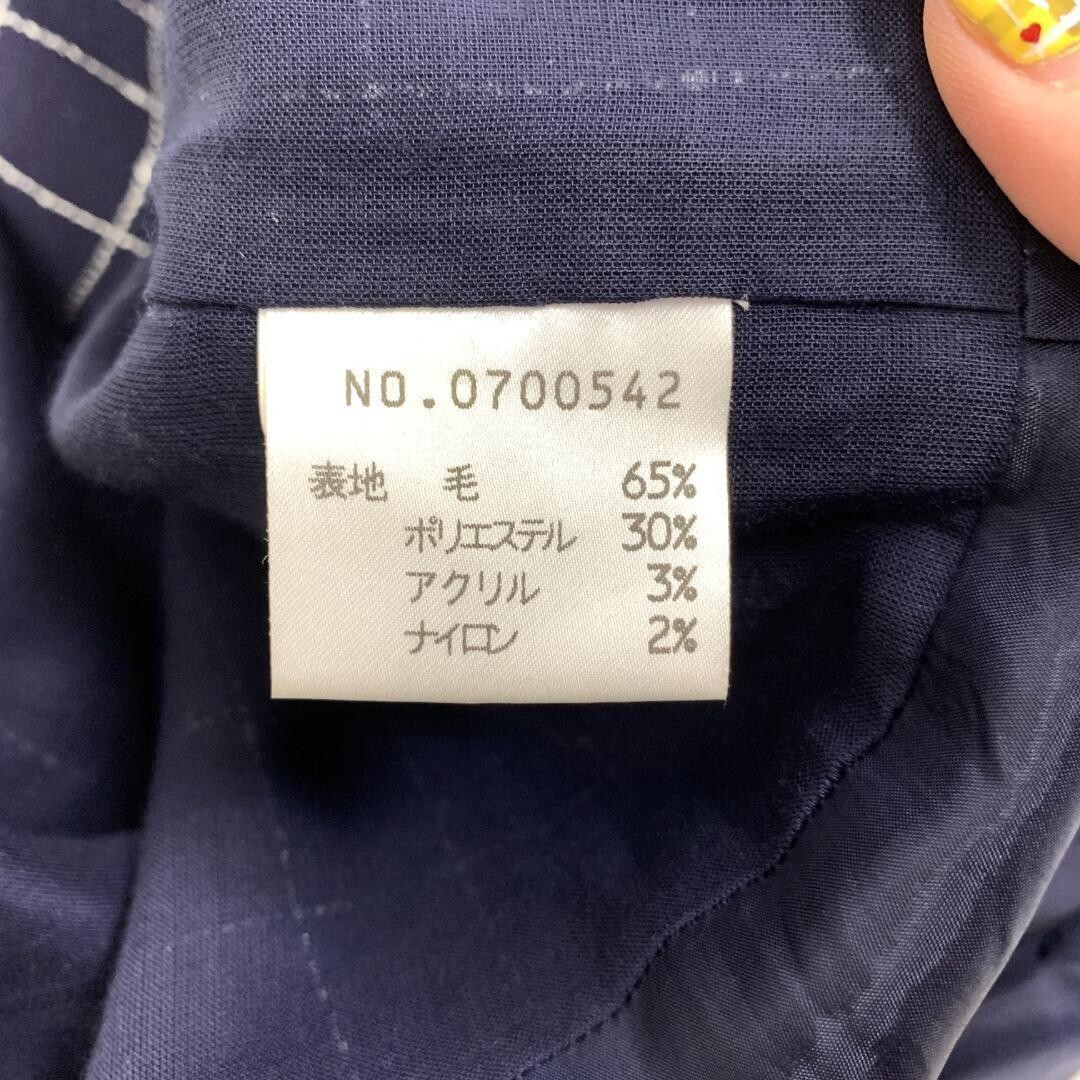 NO.0700542
表地 毛 65%
ポリエステル 30%
アクリル 3%
ナイロン 2%